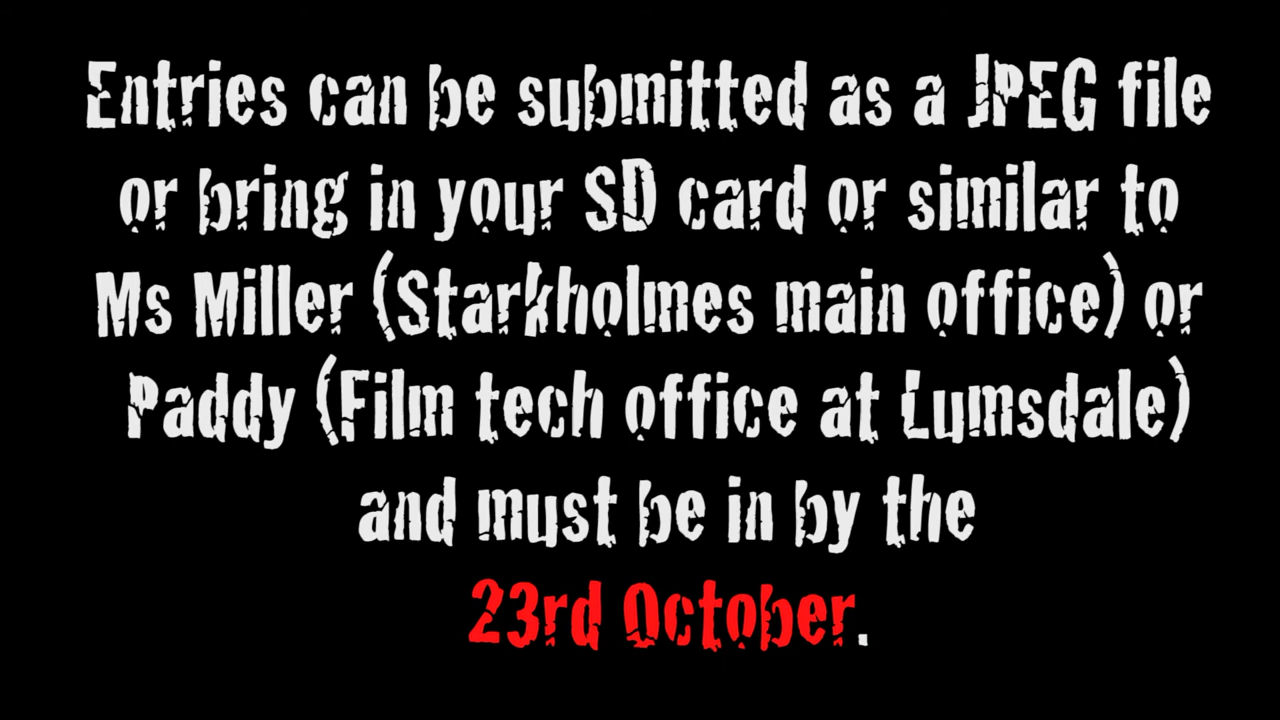 Entries can be submitted as a JPEG file
or bring in your SD card or similar to
Ms Miller (Starkholmes main office) or
Paddy (Film tech office at Lumsdale)
and must be in by the
23rd October.